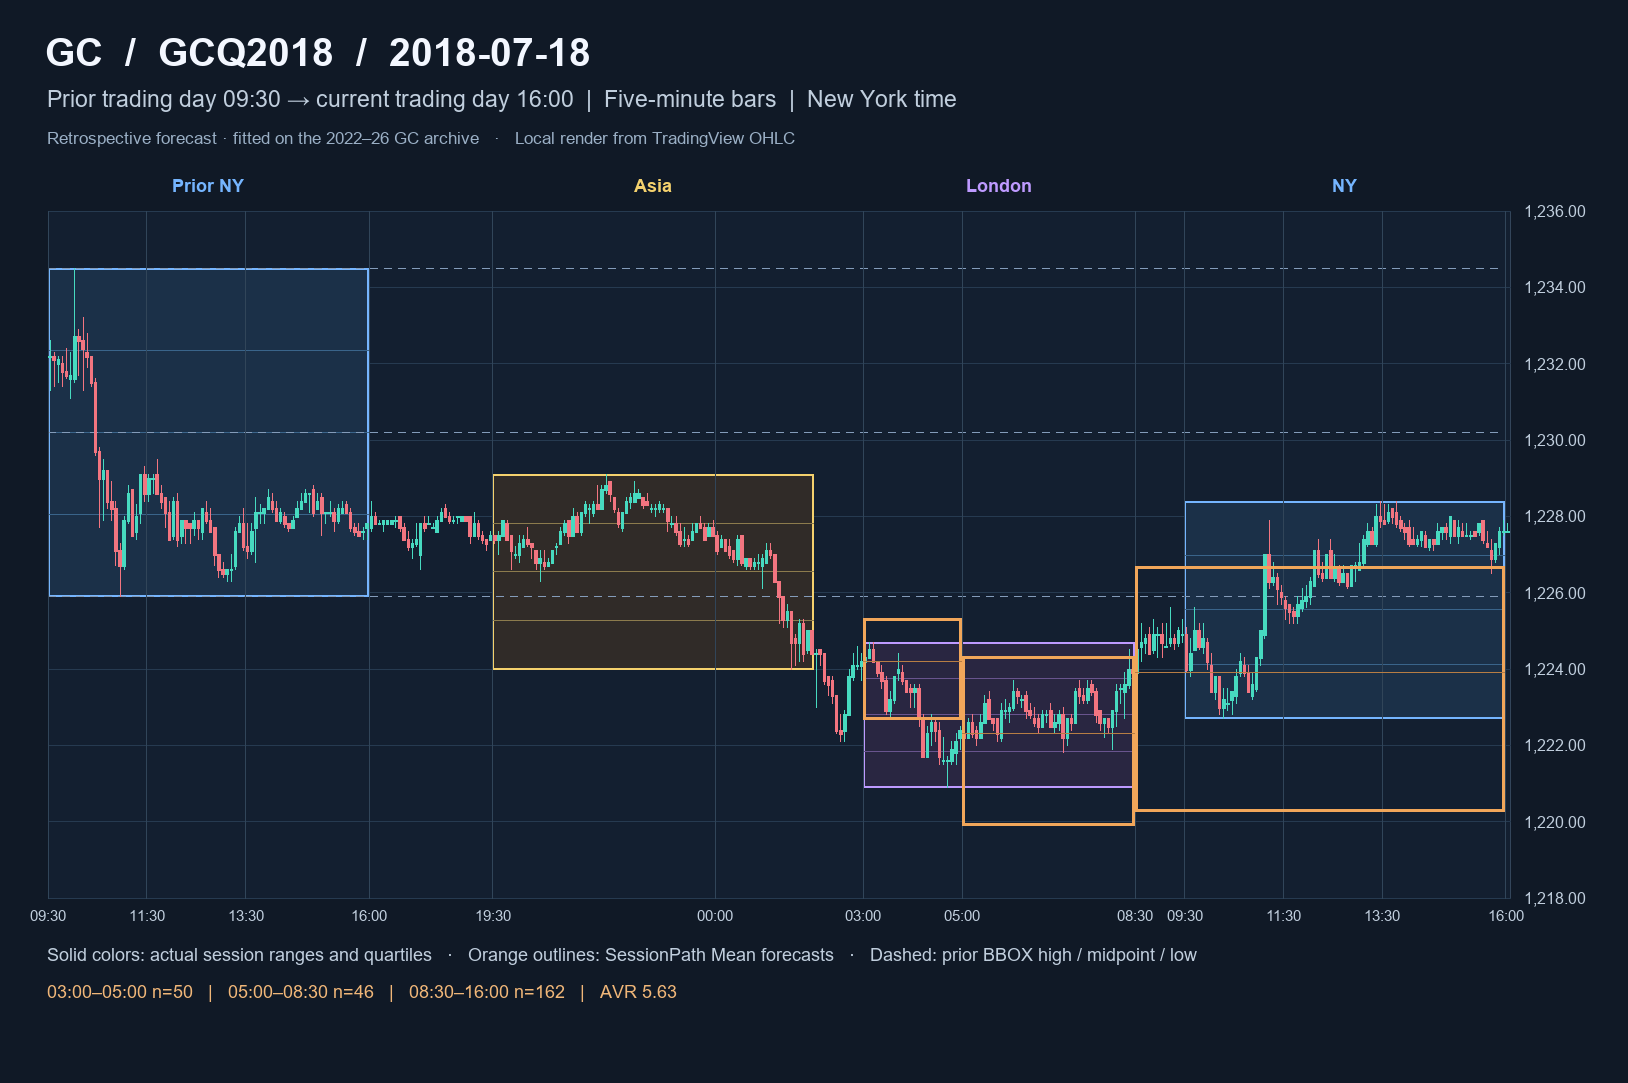 GC / GCQ2018 / 2018-07-18
Prior trading day 09:30 → current trading day 16:00 | Five-minute bars | New York time
Retrospective forecast · fitted on the 2022–26 GC archive · Local render from TradingView OHLC
Prior NY Asia London NY
1,236.00
1,234.00
1,232.00
1,230.00
1,228.00
1,226.00
1,224.00
1,222.00
1,220.00
1,218.00
09:30 11:30 13:30 16:00 19:30 00:00 03:00 05:00 08:30 09:30 11:30 13:30 16:00
Solid colors: actual session ranges and quartiles · Orange outlines: SessionPath Mean forecasts · Dashed: prior BBOX high / midpoint / low
03:00–05:00 n=50 | 05:00–08:30 n=46 | 08:30–16:00 n=162 | AVR 5.63